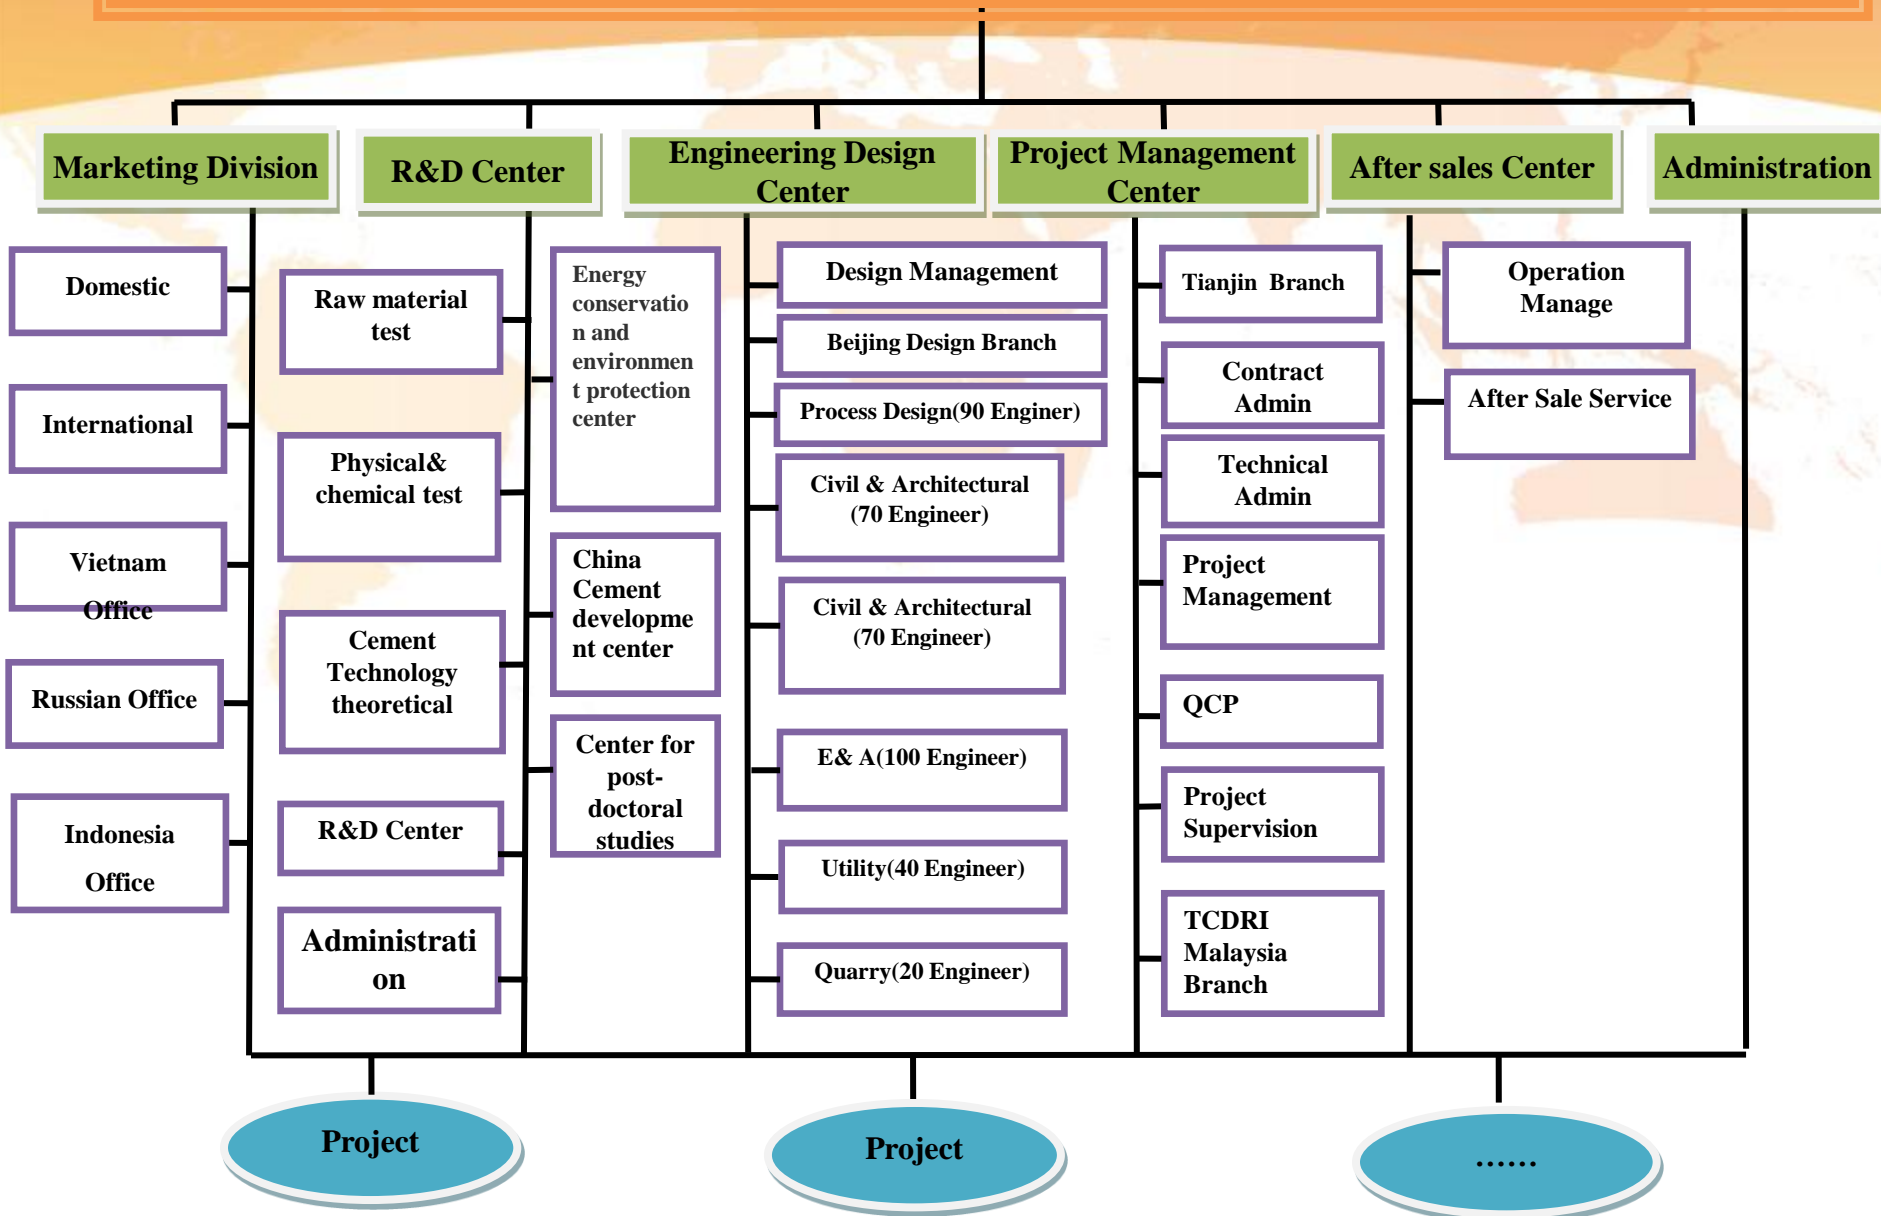 Marketing Division
R&D Center
Engineering Design
Center
Project Management
Center
After sales Center
Administration
Domestic
International
Vietnam
Office
Russian Office
Indonesia
Office
Raw material
test
Physical&
chemical test
Cement
Technology
theoretical
R&D Center
Administrati
on
Energy
conservatio
n and
environmen
t protection
center
China
Cement
developme
nt center
Center for
post-
doctoral
studies
Design Management
Beijing Design Branch
Process Design(90 Enginer)
Civil & Architectural
(70 Engineer)
Civil & Architectural
(70 Engineer)
E& A(100 Engineer)
Utility(40 Engineer)
Quarry(20 Engineer)
Tianjin  Branch
Contract
Admin
Technical
Admin
Project
Management
QCP
Project
Supervision
TCDRI
Malaysia
Branch
Operation
Manage
After Sale Service
Project
Project
……